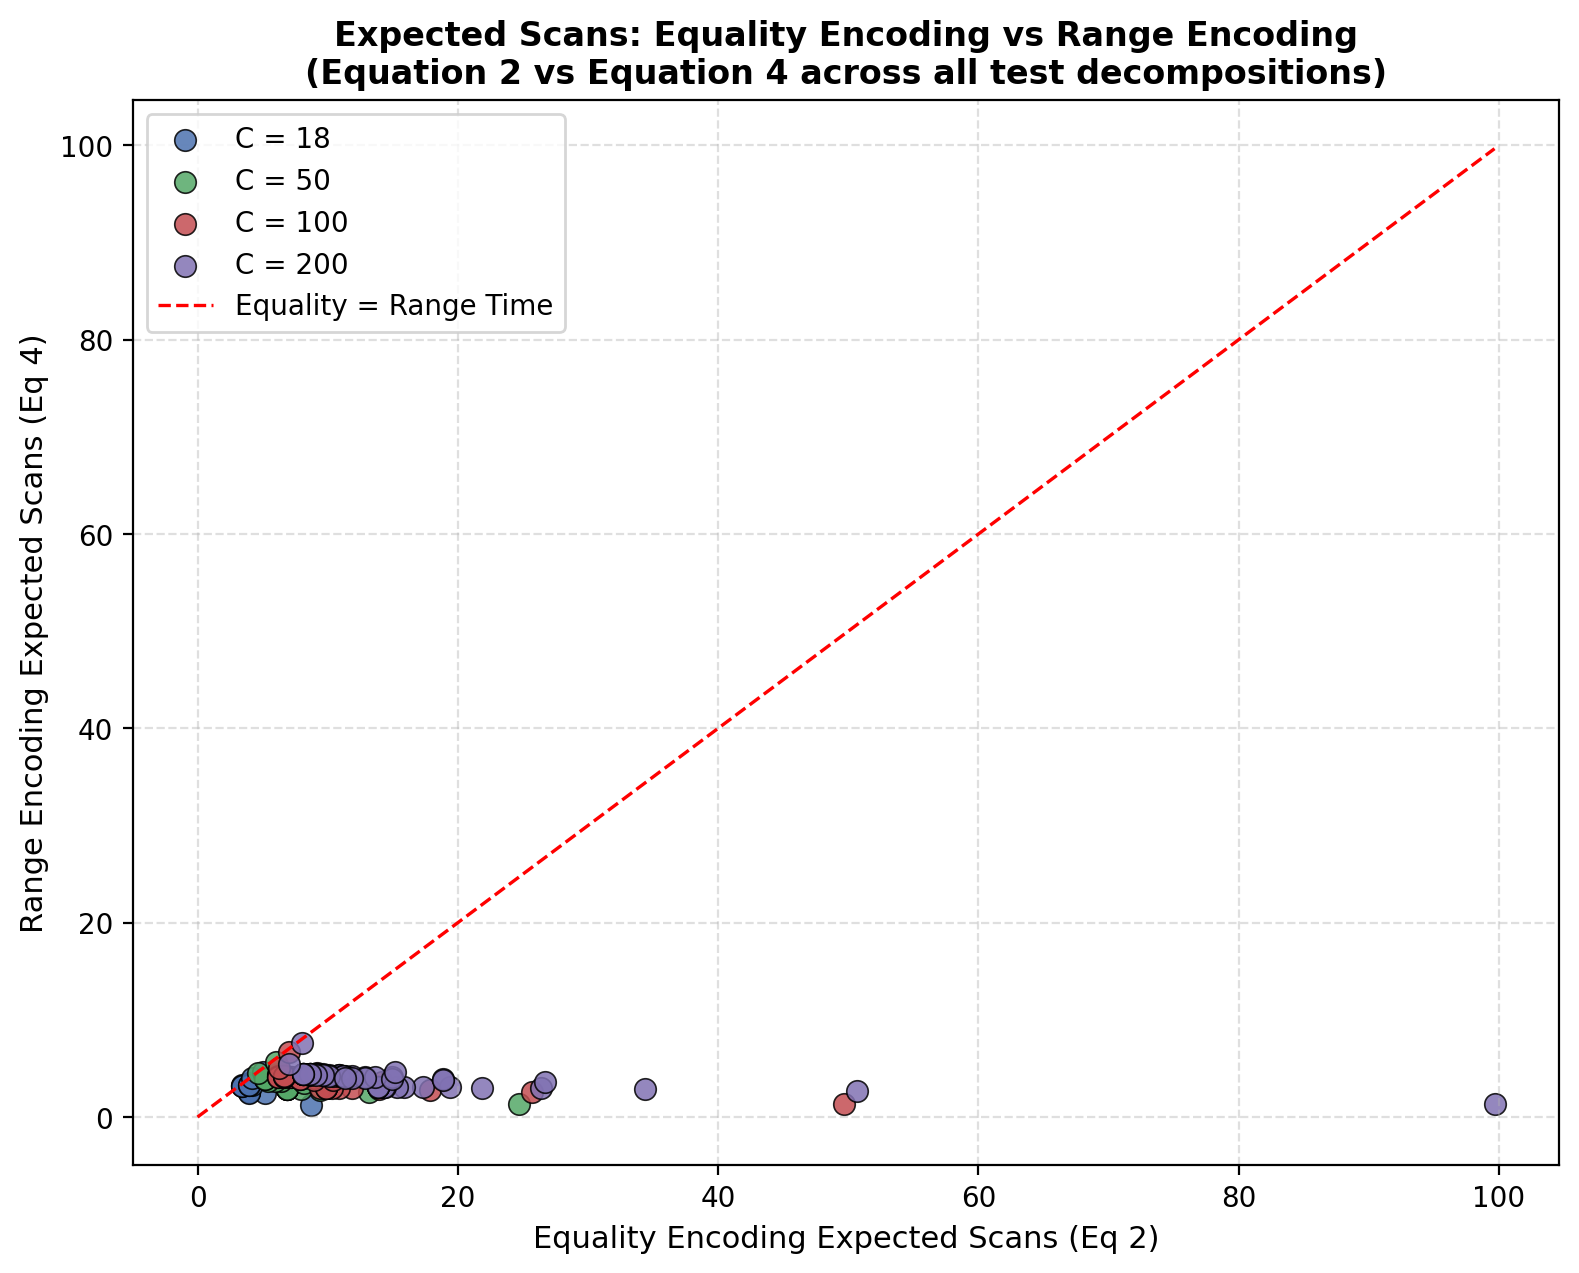 Expected Scans: Equality Encoding vs Range Encoding
(Equation 2 vs Equation 4 across all test decompositions)
C = 18
C = 50
C = 100
C = 200
Equality = Range Time
Range Encoding Expected Scans (Eq 4)
100
80
60
40
20
0
0
20
40
60
80
100
Equality Encoding Expected Scans (Eq 2)